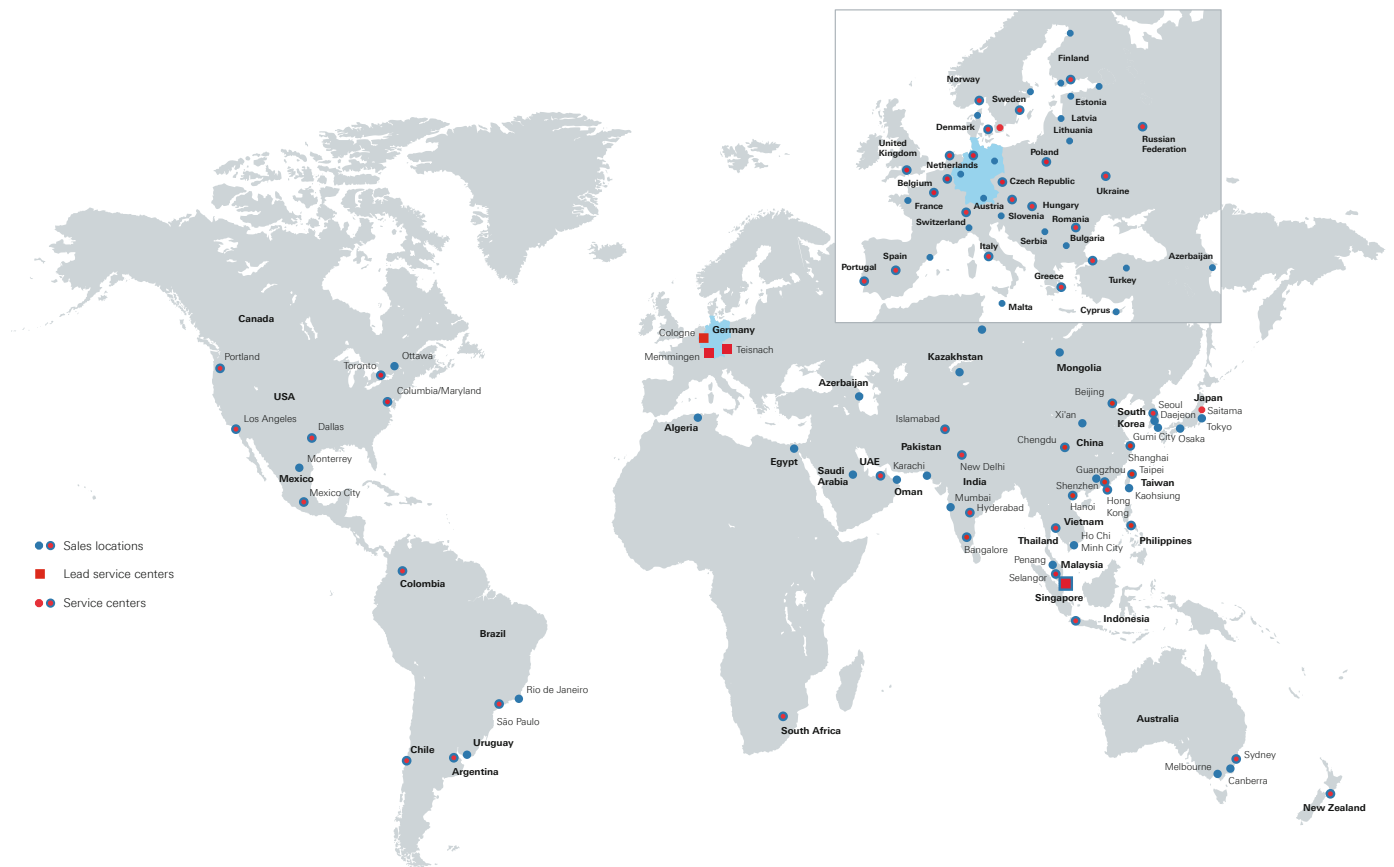 Finland
Norway
Sweden
Estonia
Latvia
Denmark
Lithuania
Russian
Federation
United
Kingdom
Netherlands
Poland
Belgium
Czech Republic
Ukraine
France
Austria
Hungary
Switzerland
Slovenia
Romania
Serbia
Bulgaria
Italy
Spain
Azerbaijan
Portugal
Greece
Turkey
Malta
Cyprus
Canada
Portland
Toronto
Ottawa
Columbia/Maryland
USA
Los Angeles
Dallas
Monterrey
Mexico
Mexico City
Sales locations
Lead service centers
Service centers
Colombia
Brazil
Rio de Janeiro
São Paulo
Uruguay
Chile
Argentina
Cologne
Germany
Memmingen
Teisnach
Algeria
Egypt
Azerbaijan
Saudi
Arabia
UAE
Oman
South Africa
Kazakhstan
Mongolia
Islamabad
Pakistan
Karachi
New Delhi
India
Mumbai
Hyderabad
Bangalore
Beijing
Xi'an
Chengdu
China
South
Korea
Seoul
Daejeon
Gumi City
Japan
Saitama
Tokyo
Osaka
Shanghai
Guangzhou
Shenzhen
Taipei
Taiwan
Kaohsiung
Hong
Kong
Hanoi
Vietnam
Thailand
Ho Chi
Minh City
Philippines
Penang
Malaysia
Selangor
Singapore
Indonesia
Australia
Sydney
Melbourne
Canberra
New Zealand